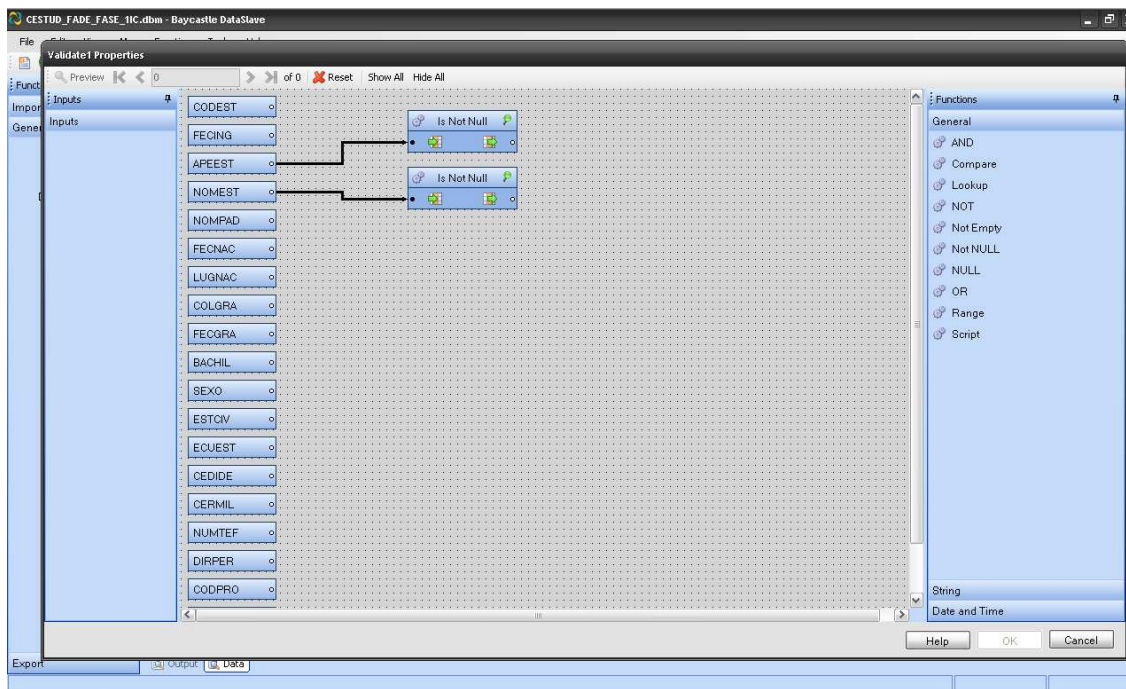 CESTUD_FADE_FASE_1IC.dbm - Baycastle DataSlave
File
Validate1 Properties
Preview 0 of 0 Reset Show All Hide All
Funct
Impor
Gener
Inputs
Inputs
CODEST
FECING
APEEST
NOMEST
NOMPAD
FECNAC
LUGNAC
COLGRA
FECGRA
BACHIL
SEXO
ESTCIV
ECUEST
CEDIDE
CERMIL
NUMTEF
DIRPER
CODPRO
Is Not Null
Is Not Null
Functions
General
AND
Compare
Lookup
NOT
Not Empty
Not NULL
NULL
OR
Range
Script
String
Date and Time
Help OK Cancel
Export Output Data